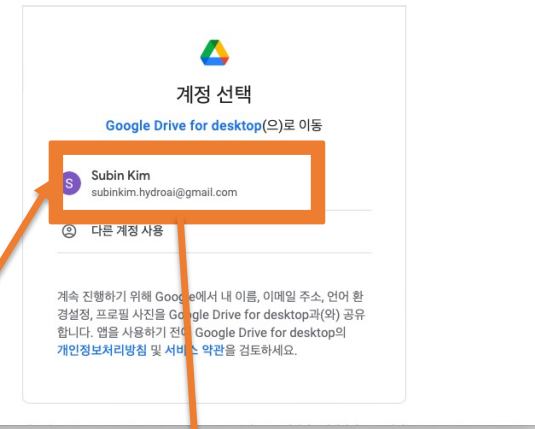 계정 선택
Google Drive for desktop(으)로 이동
S
Subin Kim
subinkim.hydroai@gmail.com
다른 계정 사용
계속 진행하기 위해 Google에서 내 이름, 이메일 주소, 언어 환
경설정, 프로필 사진을 Google Drive for desktop과(와) 공유
합니다. 앱을 사용하기 전에 Google Drive for desktop의
개인정보처리방침 및 서비스 약관을 검토하세요.